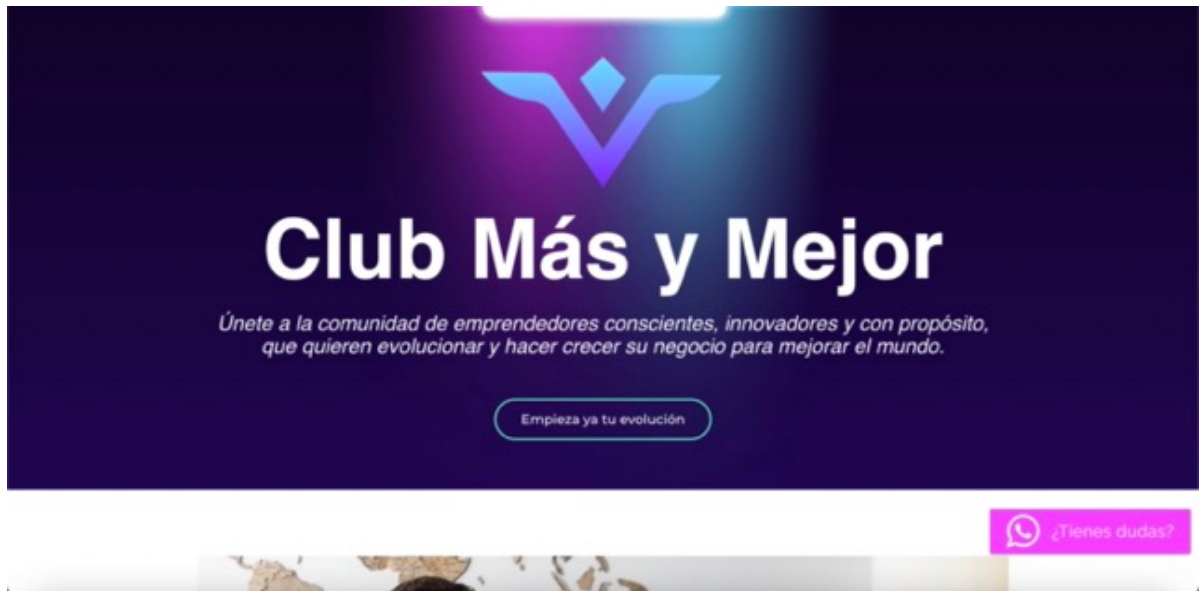 Club Más y Mejor
Únete a la comunidad de emprendedores conscientes, innovadores y con propósito,
que quieren evolucionar y hacer crecer su negocio para mejorar el mundo.
Empieza ya tu evolución
¿Tienes dudas?